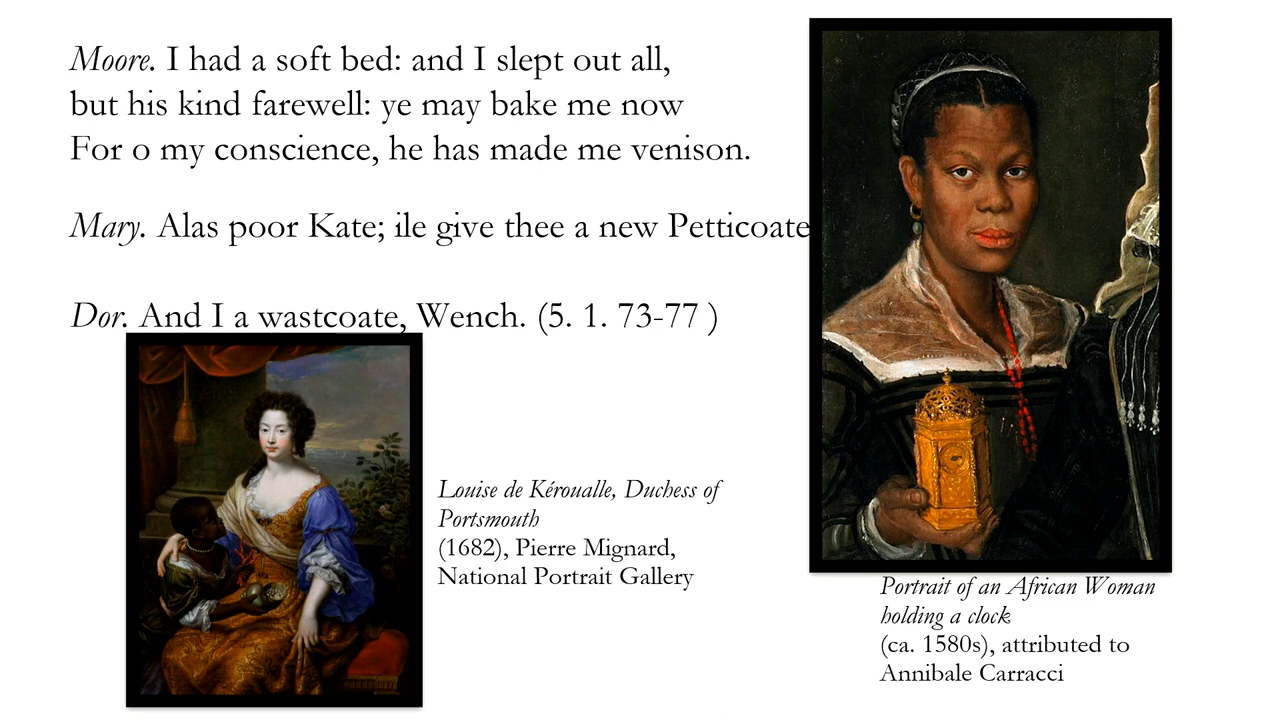 Moore. I had a soft bed: and I slept out all,
but his kind farewell: ye may bake me now
For o my conscience, he has made me venison.
Mary. Alas poor Kate; ile give thee a new Petticoate
Dor. And I a wastcoate, Wench. (5. 1. 73-77 )
Louise de Kéroualle, Duchess of
Portsmouth
(1682), Pierre Mignard,
National Portrait Gallery
Portrait of an African Woman
holding a clock
(ca. 1580s), attributed to
Annibale Carracci